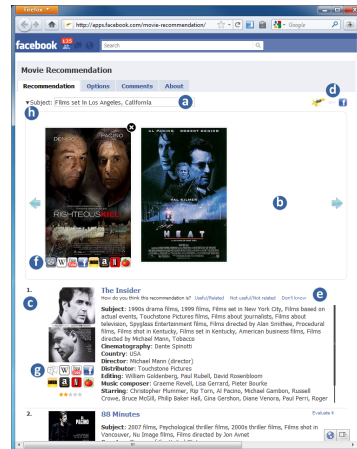 Firefox
http://apps.facebook.com/movie-recommendation/
Google
facebook
135
Search
Movie Recommendation
Recommendation
Options
Comments
About
d
▾Subject: Films set in Los Angeles, California
a
h
DENIRO
PACINO
RIGHTEOUS KILL
AL PACINO
VAL KILMER
HEAT
b
f
1.
The Insider
How do you think this recommendation is? Useful/Related Not useful/Not related Don't know
e
c
Subject: 1990s drama films, 1999 films, Films set in New York City, Films based on
actual events, Touchstone Pictures films, Films about journalists, Films about
television, Spyglass Entertainment films, Films directed by Alan Smithee, Procedural
films, Films shot in Kentucky, Films set in Kentucky, American business films, Films
directed by Michael Mann, Tobacco
Cinematography: Dante Spinotti
Country: USA
Director: Michael Mann (director)
Distributor: Touchstone Pictures
Editing: William Goldenberg, Paul Rubell, David Rosenbloom
Music composer: Graeme Revell, Lisa Gerrard, Pieter Bourke
Starring: Christopher Plummer, Rip Torn, Al Pacino, Michael Gambon, Russell
Crowe, Bruce McGill, Philip Baker Hall, Gina Gershon, Diane Venora, Paul Perri, Roger
g
2.
88 Minutes
Evaluate it
Subject: 2007 films, Psychological thriller films, 2000s thriller films, Films shot in
Vancouver, Nu Image films, Films directed by Jon Avnet